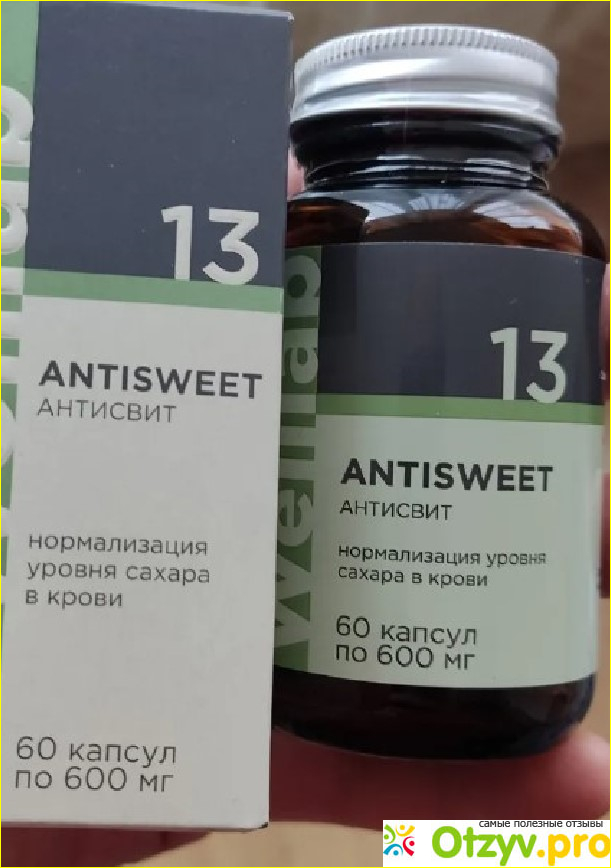 13
ANTISWEET
АНТИСВИТ
нормализация
уровня сахара
в крови
60 капсул
по 600 мг
welllab
13
ANTISWEET
АНТИСВИТ
нормализация уровня
сахара в крови
60 капсул
по 600 мг
самые полезные отзывы
Otzyv.pro